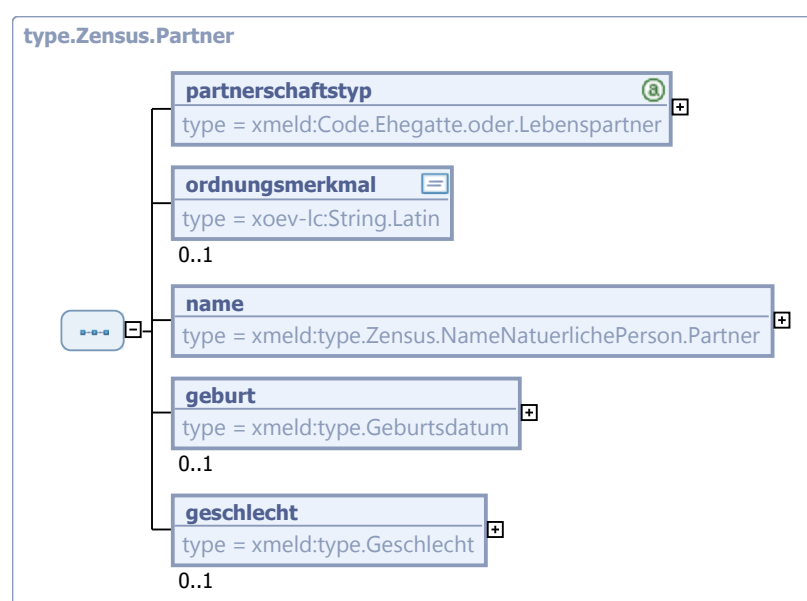 type.Zensus.Partner
partnerschaftstyp
type = xmeld:Code.Ehegatte.oder.Lebenspartner
ordnungsmerkmal
type = xoev-lc:String.Latin
0..1
name
type = xmeld:type.Zensus.NameNatuerlichePerson.Partner
geburt
type = xmeld:type.Geburtsdatum
0..1
geschlecht
type = xmeld:type.Geschlecht
0..1